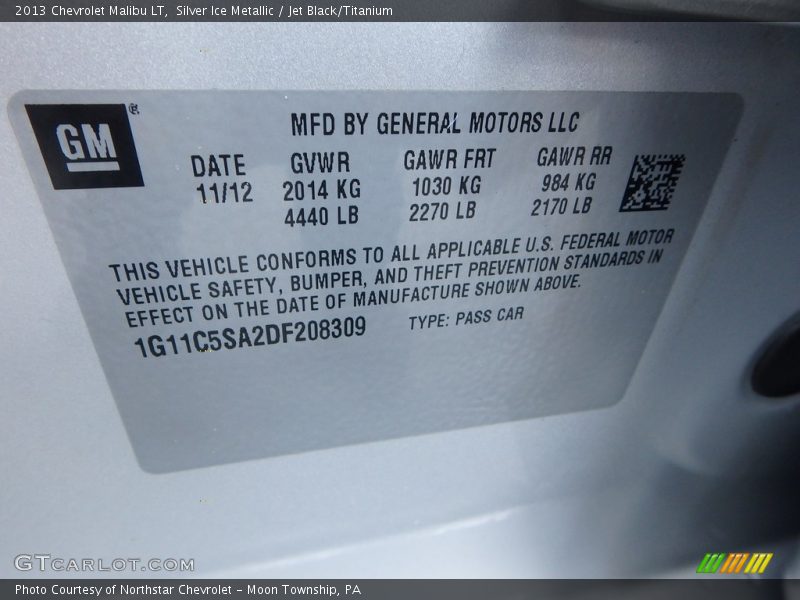 2013 Chevrolet Malibu LT, Silver Ice Metallic / Jet Black/Titanium
GM®
MFD BY GENERAL MOTORS LLC
DATE GVWR GAWR FRT GAWR RR
11/12 2014 KG 1030 KG 984 KG
4440 LB 2270 LB 2170 LB
THIS VEHICLE CONFORMS TO ALL APPLICABLE U.S. FEDERAL MOTOR
VEHICLE SAFETY, BUMPER, AND THEFT PREVENTION STANDARDS IN
EFFECT ON THE DATE OF MANUFACTURE SHOWN ABOVE.
1G11C5SA2DF208309 TYPE: PASS CAR
GTCARLOT.COM
Photo Courtesy of Northstar Chevrolet - Moon Township, PA